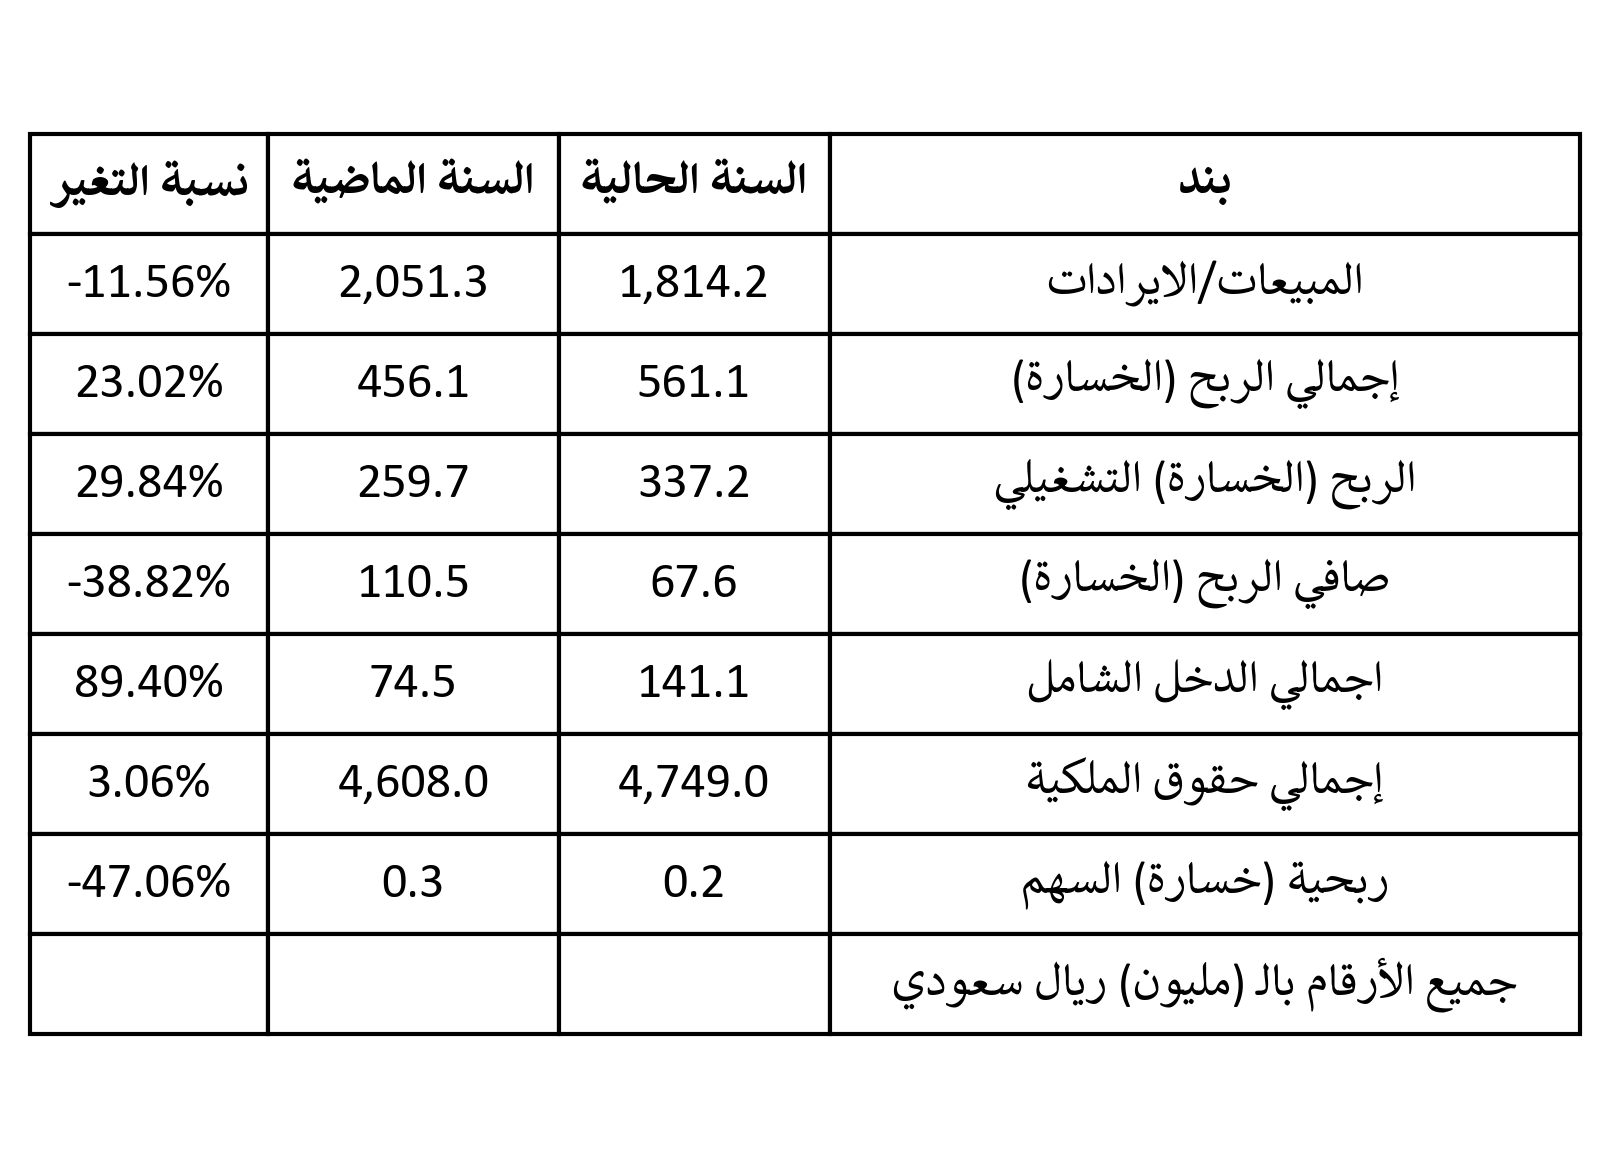 بند السنة الحالية السنة الماضية نسبة التغير
المبيعات/الايرادات 1,814.2 2,051.3 -11.56%
إجمالي الربح (الخسارة) 561.1 456.1 23.02%
الربح (الخسارة) التشغيلي 337.2 259.7 29.84%
صافي الربح (الخسارة) 67.6 110.5 -38.82%
اجمالي الدخل الشامل 141.1 74.5 89.40%
إجمالي حقوق الملكية 4,749.0 4,608.0 3.06%
ربحية (خسارة) السهم 0.2 0.3 -47.06%
جميع الأرقام بالـ (مليون) ريال سعودي